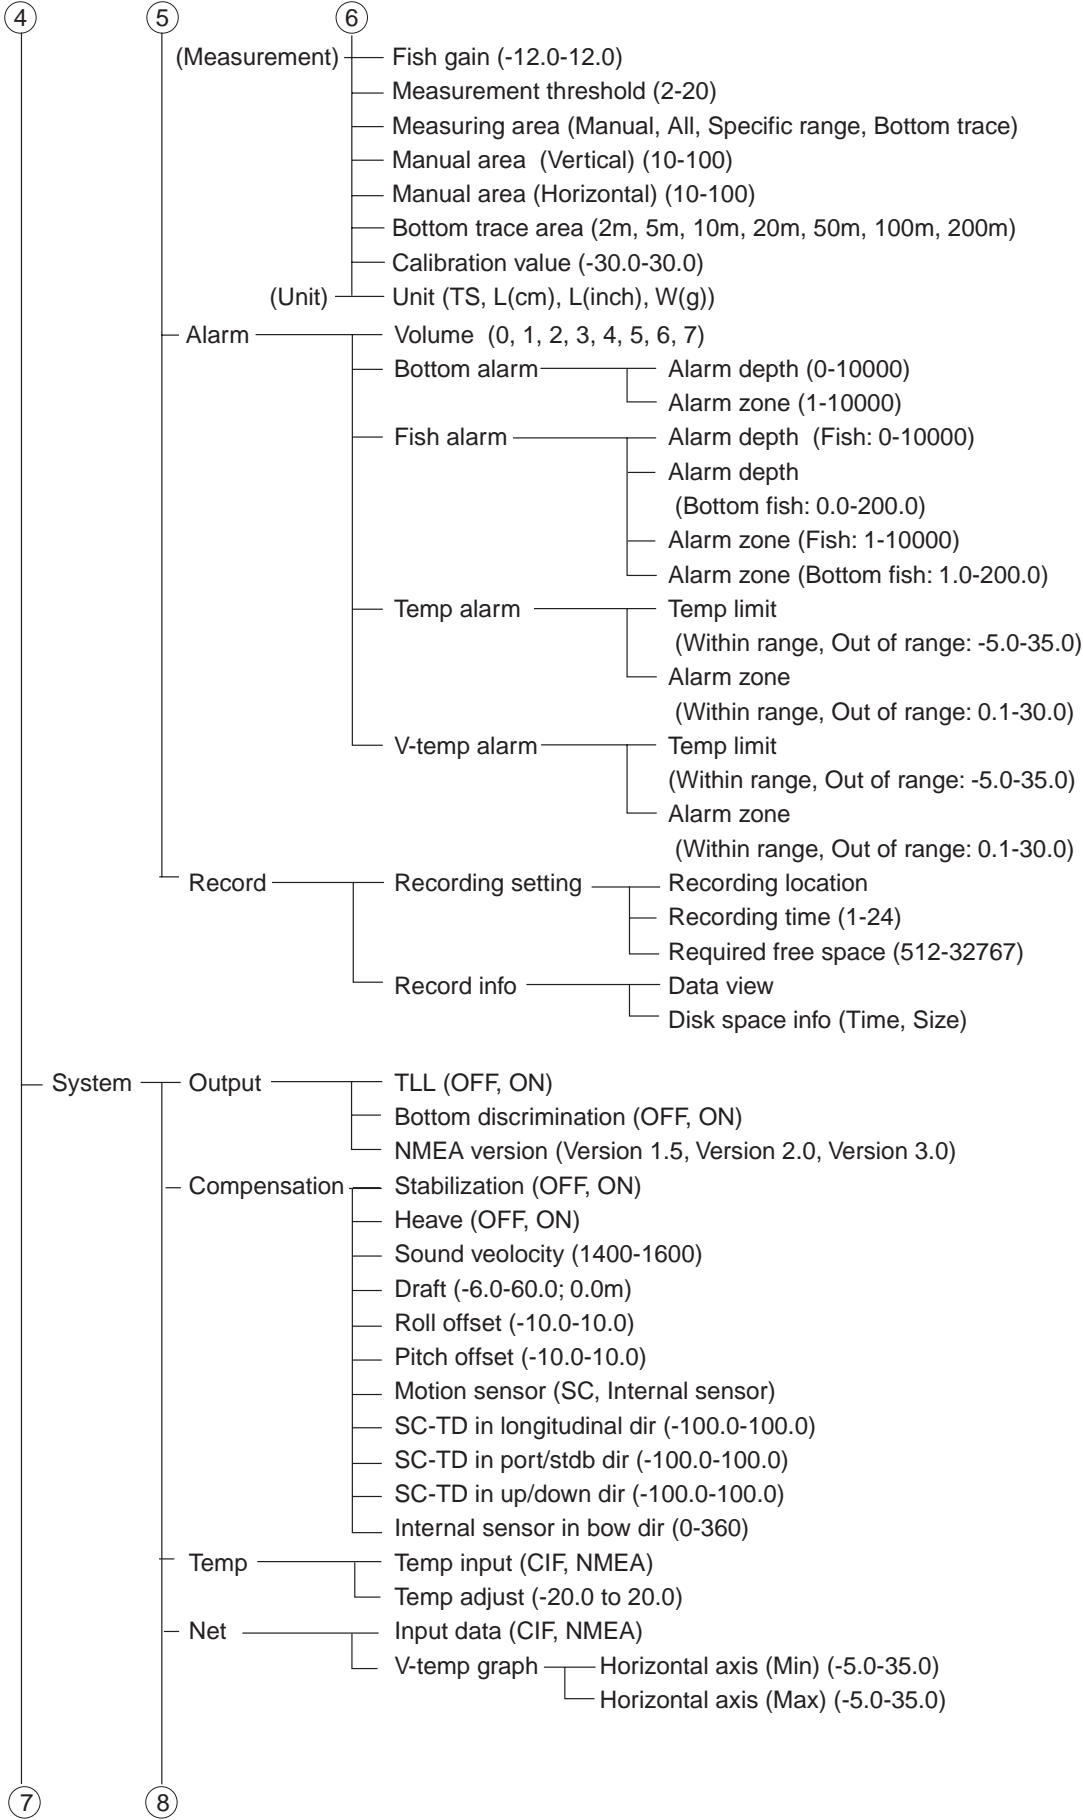 4 5 6
(Measurement) Fish gain (-12.0-12.0)
Measurement threshold (2-20)
Measuring area (Manual, All, Specific range, Bottom trace)
Manual area (Vertical) (10-100)
Manual area (Horizontal) (10-100)
Bottom trace area (2m, 5m, 10m, 20m, 50m, 100m, 200m)
Calibration value (-30.0-30.0)
(Unit) Unit (TS, L(cm), L(inch), W(g))
Alarm Volume (0, 1, 2, 3, 4, 5, 6, 7)
Bottom alarm Alarm depth (0-10000)
Alarm zone (1-10000)
Fish alarm Alarm depth (Fish: 0-10000)
Alarm depth
(Bottom fish: 0.0-200.0)
Alarm zone (Fish: 1-10000)
Alarm zone (Bottom fish: 1.0-200.0)
Temp alarm Temp limit
(Within range, Out of range: -5.0-35.0)
Alarm zone
(Within range, Out of range: 0.1-30.0)
V-temp alarm Temp limit
(Within range, Out of range: -5.0-35.0)
Alarm zone
(Within range, Out of range: 0.1-30.0)
Record Recording setting Recording location
Recording time (1-24)
Required free space (512-32767)
Record info Data view
Disk space info (Time, Size)
System Output TLL (OFF, ON)
Bottom discrimination (OFF, ON)
NMEA version (Version 1.5, Version 2.0, Version 3.0)
Compensation Stabilization (OFF, ON)
Heave (OFF, ON)
Sound veolocity (1400-1600)
Draft (-6.0-60.0; 0.0m)
Roll offset (-10.0-10.0)
Pitch offset (-10.0-10.0)
Motion sensor (SC, Internal sensor)
SC-TD in longitudinal dir (-100.0-100.0)
SC-TD in port/stdb dir (-100.0-100.0)
SC-TD in up/down dir (-100.0-100.0)
Internal sensor in bow dir (0-360)
Temp Temp input (CIF, NMEA)
Temp adjust (-20.0 to 20.0)
Net Input data (CIF, NMEA)
V-temp graph Horizontal axis (Min) (-5.0-35.0)
Horizontal axis (Max) (-5.0-35.0)
7 8